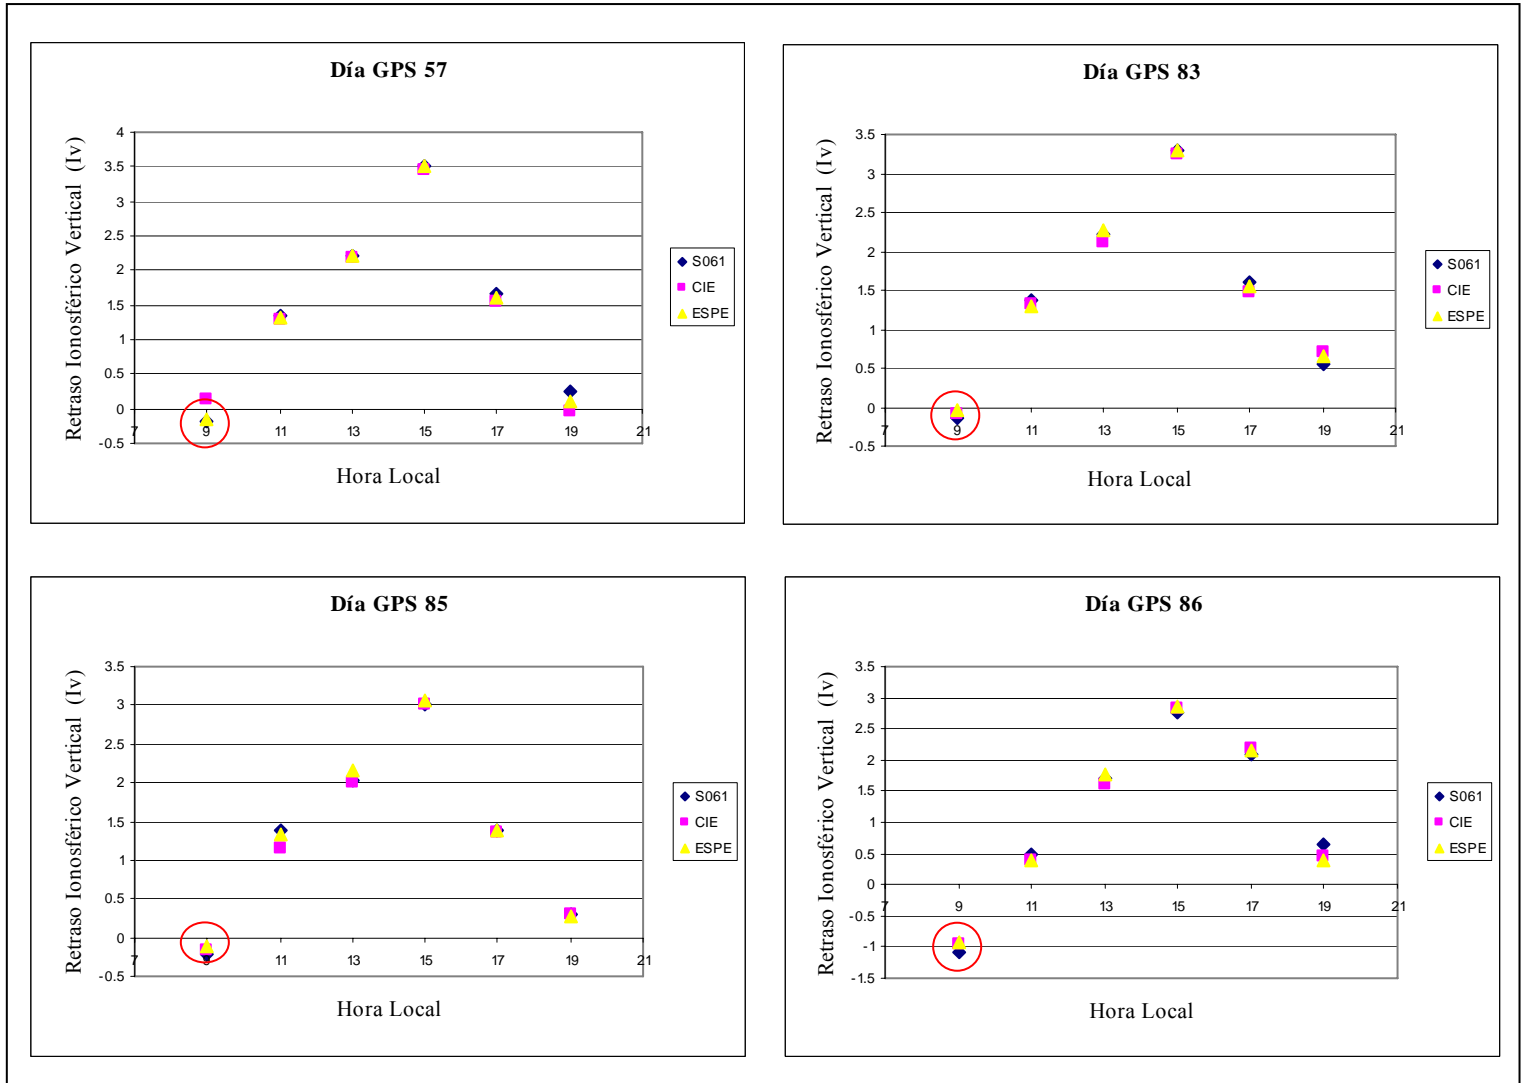 Día GPS 57
Retraso Ionosférico Vertical (Iv)
4
3.5
3
2.5
2
1.5
1
0.5
0
-0.5
7 9 11 13 15 17 19 21
Hora Local
S061
CIE
ESPE
Día GPS 83
Retraso Ionosférico Vertical (Iv)
3.5
3
2.5
2
1.5
1
0.5
0
-0.5
7 9 11 13 15 17 19 21
Hora Local
S061
CIE
ESPE
Día GPS 85
Retraso Ionosférico Vertical (Iv)
3.5
3
2.5
2
1.5
1
0.5
0
-0.5
7 9 11 13 15 17 19 21
Hora Local
S061
CIE
ESPE
Día GPS 86
Retraso Ionosférico Vertical (Iv)
3.5
3
2.5
2
1.5
1
0.5
0
-0.5
-1
-1.5
7 9 11 13 15 17 19 21
Hora Local
S061
CIE
ESPE